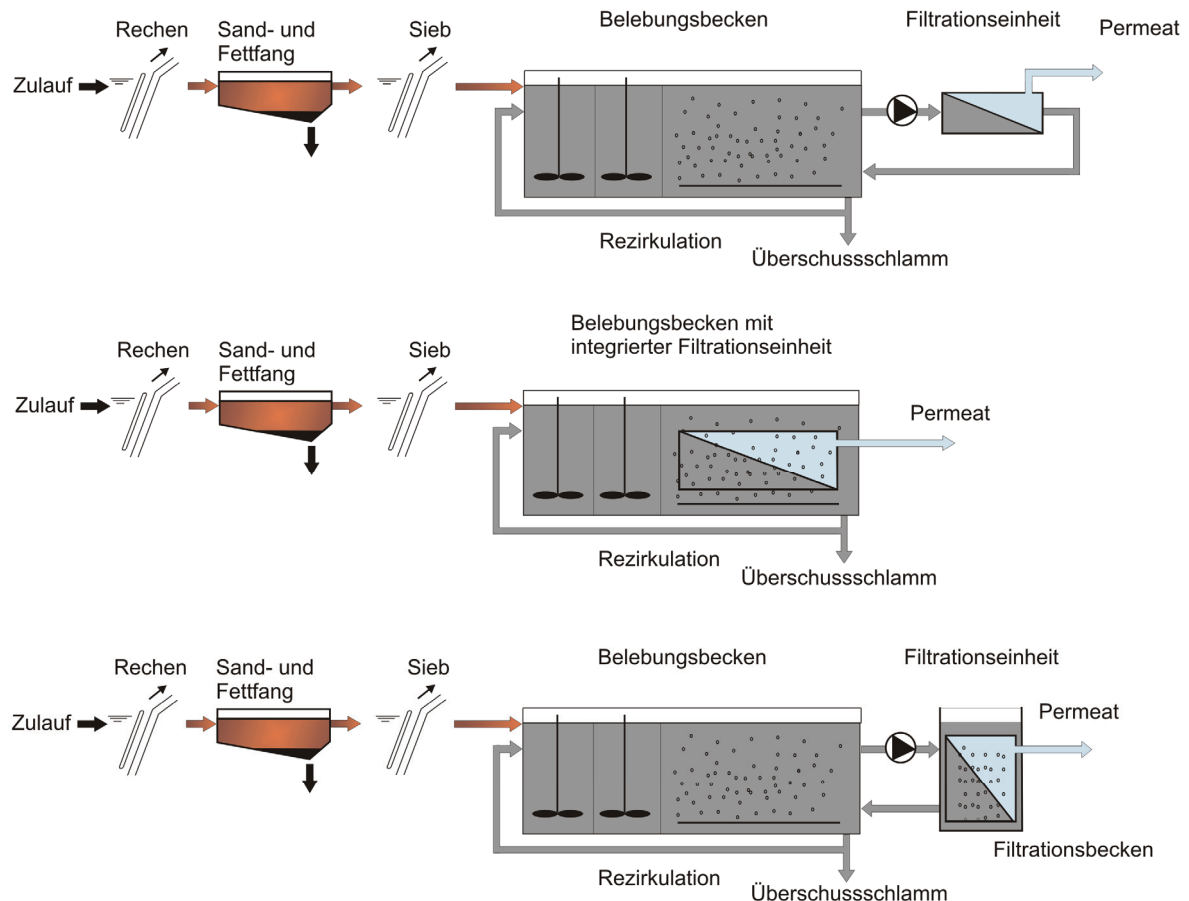 Belebungsbecken
Filtrationseinheit
Permeat
Rechen
Sand- und
Fettfang
Sieb
Zulauf
Rezirkulation
Überschussschlamm
Belebungsbecken mit
integrierter Filtrationseinheit
Rechen
Sand- und
Fettfang
Sieb
Zulauf
Permeat
Rezirkulation
Überschussschlamm
Belebungsbecken
Filtrationseinheit
Rechen
Sand- und
Fettfang
Sieb
Zulauf
Permeat
Filtrationsbecken
Rezirkulation
Überschussschlamm